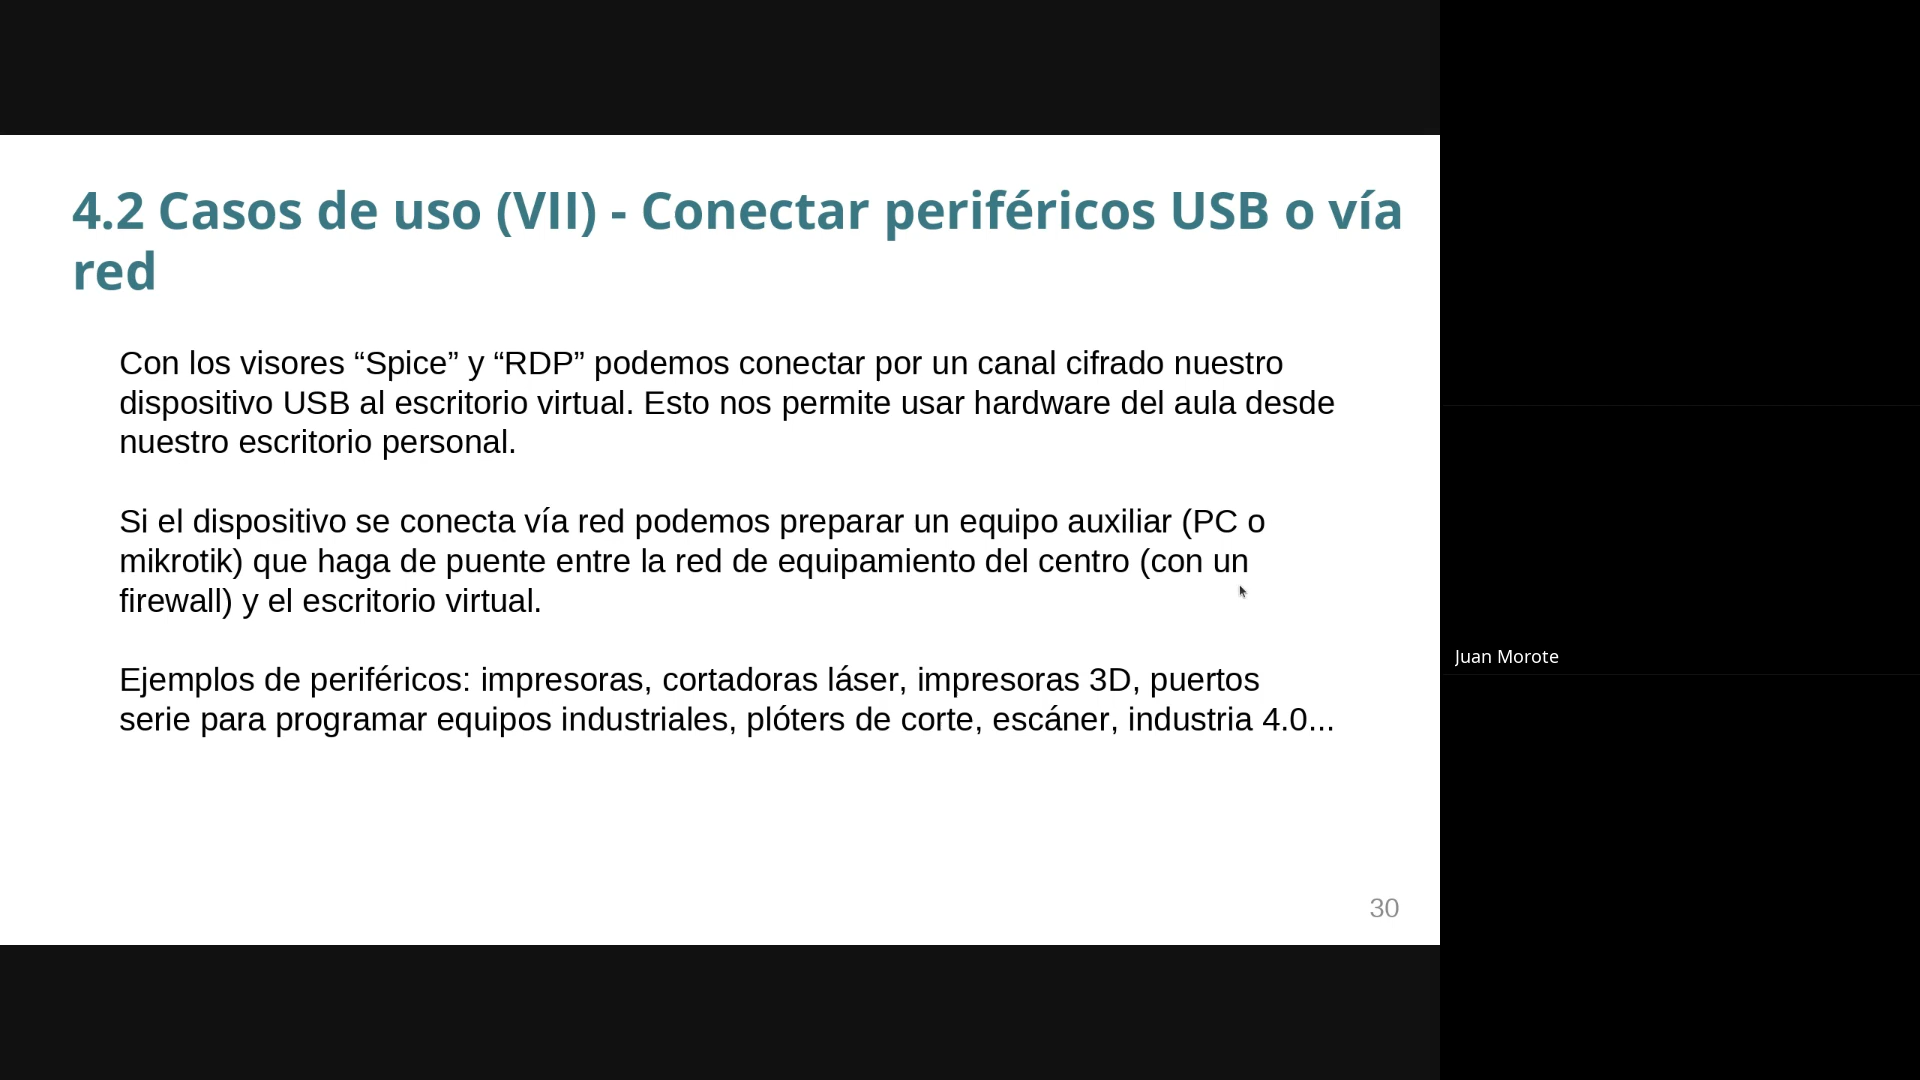 4.2 Casos de uso (VII) - Conectar periféricos USB o vía
red
Con los visores “Spice” y “RDP” podemos conectar por un canal cifrado nuestro
dispositivo USB al escritorio virtual. Esto nos permite usar hardware del aula desde
nuestro escritorio personal.
Si el dispositivo se conecta vía red podemos preparar un equipo auxiliar (PC o
mikrotik) que haga de puente entre la red de equipamiento del centro (con un
firewall) y el escritorio virtual.
Ejemplos de periféricos: impresoras, cortadoras láser, impresoras 3D, puertos
serie para programar equipos industriales, plóters de corte, escáner, industria 4.0...
30
Juan Morote